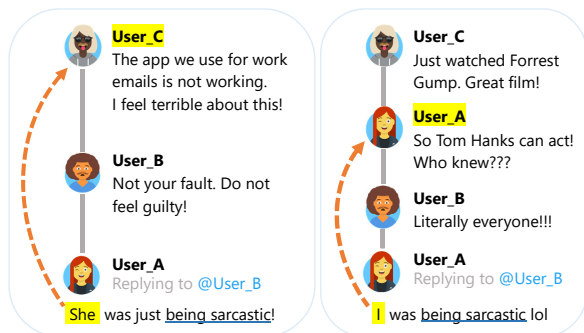 User_C
The app we use for work
emails is not working.
I feel terrible about this!
User_B
Not your fault. Do not
feel guilty!
User_A
Replying to @User_B
She was just being sarcastic!
User_C
Just watched Forrest
Gump. Great film!
User_A
So Tom Hanks can act!
Who knew???
User_B
Literally everyone!!!
User_A
Replying to @User_B
I was being sarcastic lol